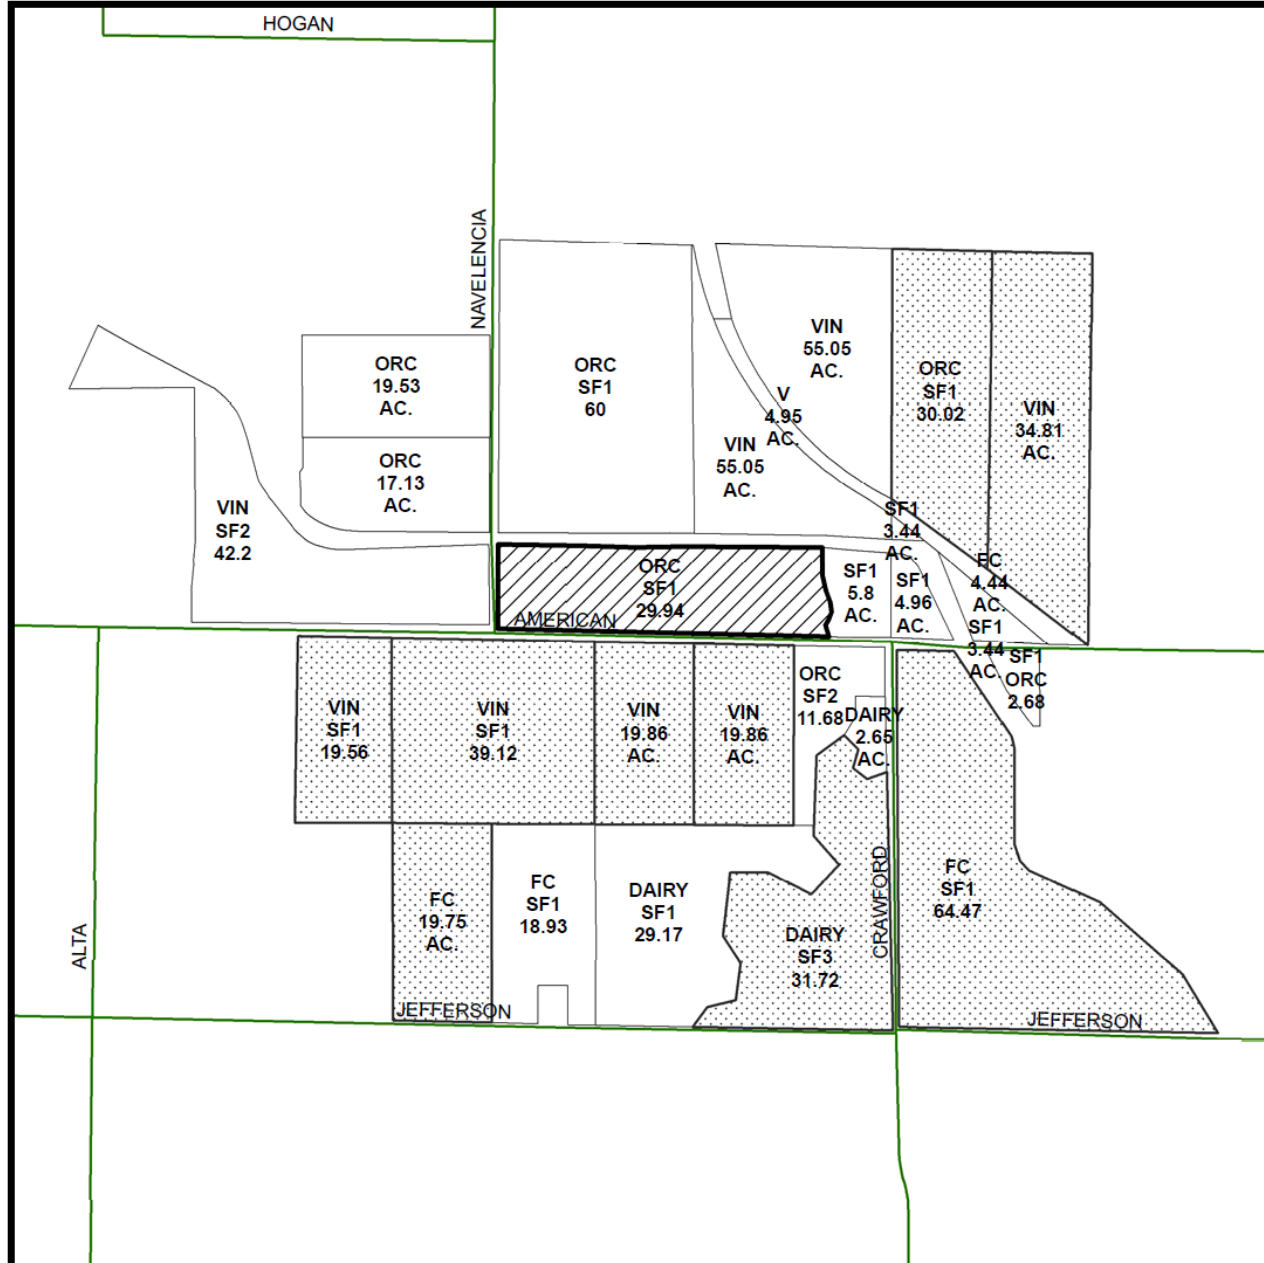 HOGAN
NAVELENCIA
ORC
19.53
AC.
ORC
17.13
AC.
VIN
SF2
42.2
ORC
SF1
60
VIN
55.05
AC.
V
4.95
AC.
VIN
55.05
AC.
ORC
SF1
30.02
VIN
34.81
AC.
SF1
3.44
AC.
FC
4.44
AC.
ORC
SF1
29.94
AMERICAN
SF1
5.8
AC.
SF1
4.96
AC.
SF1
3.44
AC.
SF1
ORC
2.68
VIN
SF1
19.56
VIN
SF1
39.12
VIN
19.86
AC.
VIN
19.86
AC.
ORC
SF2
11.68
DAIRY
2.65
AC.
ALTA
FC
19.75
AC.
FC
SF1
18.93
DAIRY
SF1
29.17
DAIRY
SF3
31.72
CRAWFORD
FC
SF1
64.47
JEFFERSON
JEFFERSON